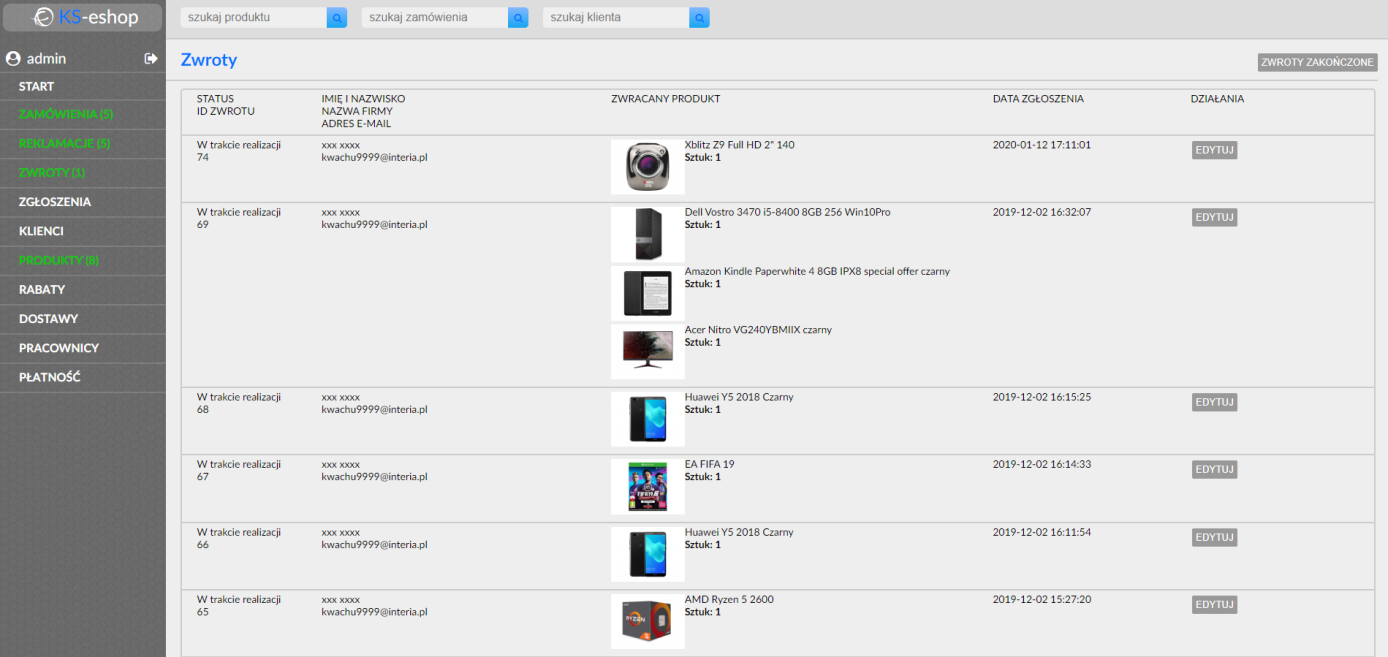 KS-eshop
szukaj produktu
szukaj zamówienia
szukaj klienta
admin
START
ZAMÓWIENIA (5)
REKLAMACJE (5)
ZWROTY (1)
ZGŁOSZENIA
KLIENCI
PRODUKTY (8)
RABATY
DOSTAWY
PRACOWNICY
PŁATNOŚĆ
Zwroty
ZWROTY ZAKOŃCZONE
STATUS
ID ZWROTU
IMIĘ I NAZWISKO
NAZWA FIRMY
ADRES E-MAIL
ZWRACANY PRODUKT
DATA ZGŁOSZENIA
DZIAŁANIA
W trakcie realizacji
74
xxx xxxx
kwachu9999@interia.pl
Xblitz Z9 Full HD 2" 140
Sztuk: 1
2020-01-12 17:11:01
EDYTUJ
W trakcie realizacji
69
xxx xxxx
kwachu9999@interia.pl
Dell Vostro 3470 i5-8400 8GB 256 Win10Pro
Sztuk: 1
Amazon Kindle Paperwhite 4 8GB IPX8 special offer czarny
Sztuk: 1
Acer Nitro VG240YBMIIX czarny
Sztuk: 1
2019-12-02 16:32:07
EDYTUJ
W trakcie realizacji
68
xxx xxxx
kwachu9999@interia.pl
Huawei Y5 2018 Czarny
Sztuk: 1
2019-12-02 16:15:25
EDYTUJ
W trakcie realizacji
67
xxx xxxx
kwachu9999@interia.pl
FIFA 19
EA FIFA 19
Sztuk: 1
2019-12-02 16:14:33
EDYTUJ
W trakcie realizacji
66
xxx xxxx
kwachu9999@interia.pl
Huawei Y5 2018 Czarny
Sztuk: 1
2019-12-02 16:11:54
EDYTUJ
W trakcie realizacji
65
xxx xxxx
kwachu9999@interia.pl
RYZEN
AMD Ryzen 5 2600
Sztuk: 1
2019-12-02 15:27:20
EDYTUJ